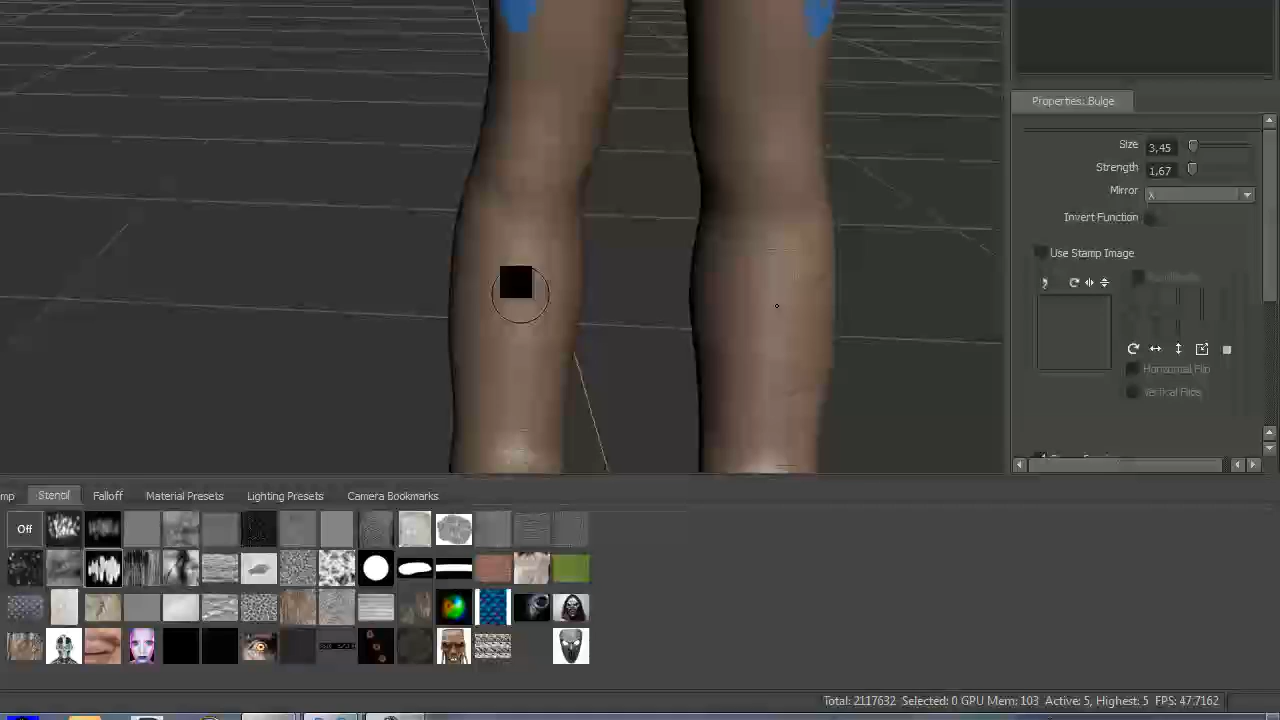 Properties: Bulge
Size 3,45
Strength 1,67
Mirror X
Invert Function
Use Stamp Image
Horizontal Flip
Vertical Flips
mp Stencil Falloff Material Presets Lighting Presets Camera Bookmarks
Off
Total: 2117632 Selected: 0 GPU Mem: 103 Active: 5, Highest: 5 FPS: 47.7162